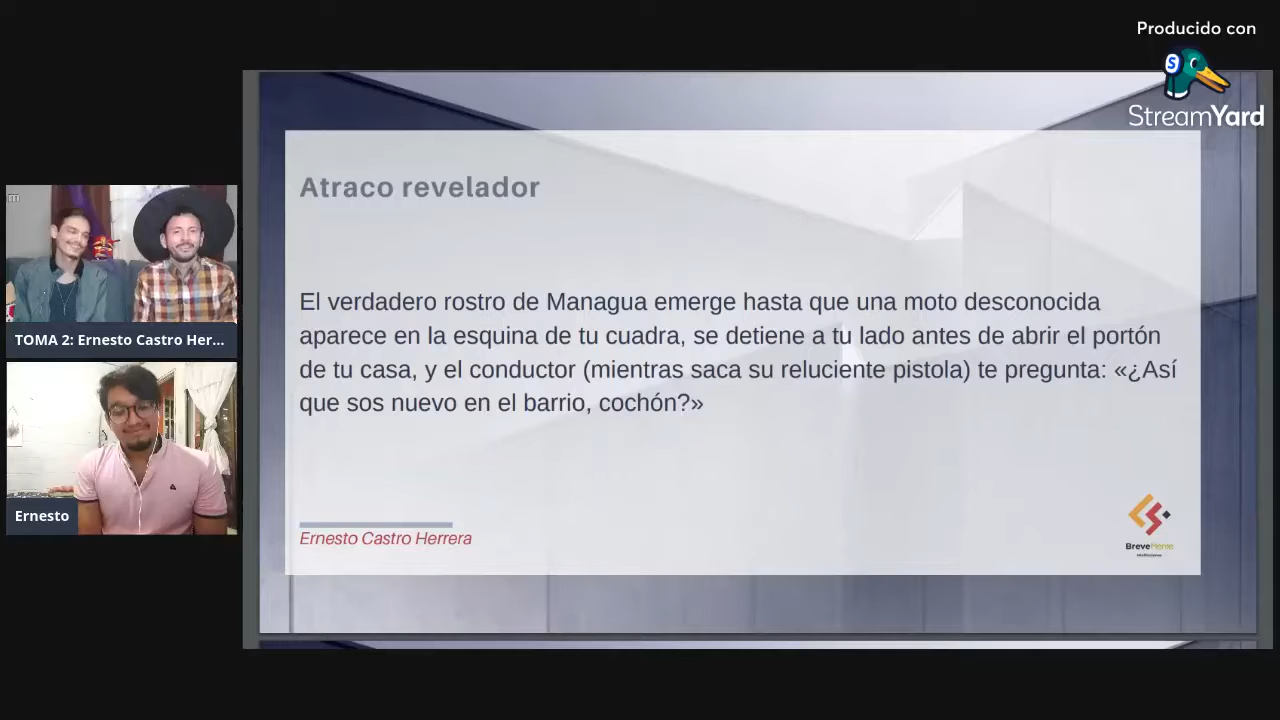 Producido con
StreamYard
Atraco revelador
El verdadero rostro de Managua emerge hasta que una moto desconocida
aparece en la esquina de tu cuadra, se detiene a tu lado antes de abrir el portón
de tu casa, y el conductor (mientras saca su reluciente pistola) te pregunta: «¿Así
que sos nuevo en el barrio, cochón?»
Ernesto Castro Herrera
BreveMente
TOMA 2: Ernesto Castro Her...
Ernesto